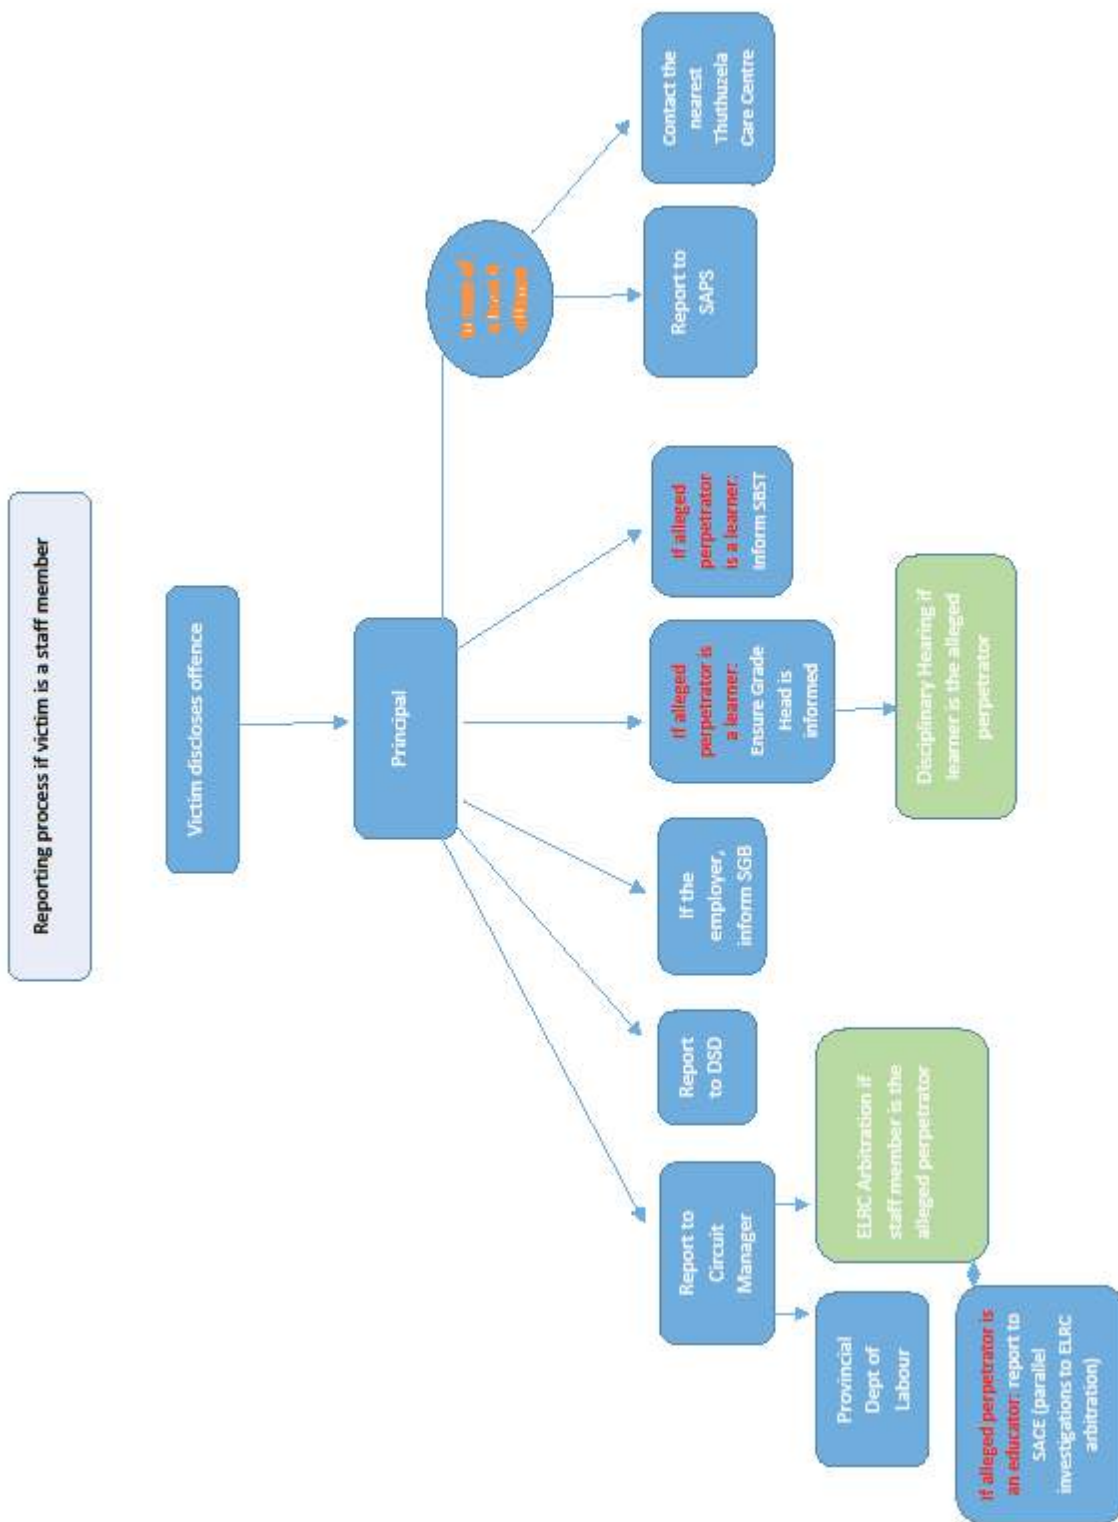 Reporting process if victim is a staff member
Victim discloses offence
Principal
Report to
Circuit
Manager
Report
to DSD
If the
employer,
inform SGB
If alleged
perpetrator is
a learner:
Ensure Grade
Head is
informed
If alleged
perpetrator
is a learner:
Inform SBST
Report to
SAPS
Contact the
nearest
Thuthuzela
Care Centre
Provincial
Dept of
Labour
ELRC Arbitration if
staff member is the
alleged perpetrator
Disciplinary Hearing if
learner is the alleged
perpetrator
If alleged perpetrator is
an educator: report to
SACE (parallel
investigations to ELRC
arbitration)